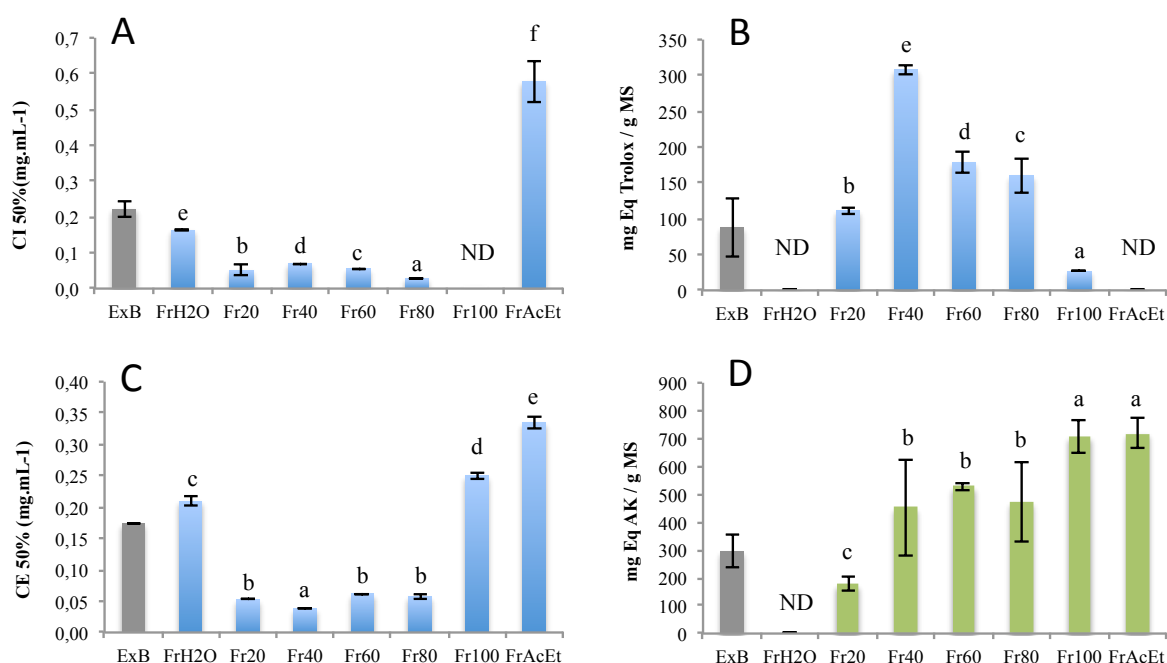 A
CI 50%(mg.mL-1)
0,7
0,6
0,5
0,4
0,3
0,2
0,1
0,0
e
b
d
c
a
ND
f
ExB FrH2O Fr20 Fr40 Fr60 Fr80 Fr100 FrAcEt
B
mg Eq Trolox / g MS
350
300
250
200
150
100
50
0
ND
b
e
d
c
a
ND
ExB FrH2O Fr20 Fr40 Fr60 Fr80 Fr100 FrAcEt
C
CE 50% (mg.mL-1)
0,40
0,35
0,30
0,25
0,20
0,15
0,10
0,05
0,00
c
b
a
b
b
d
e
ExB FrH2O Fr20 Fr40 Fr60 Fr80 Fr100 FrAcEt
D
mg Eq AK / g MS
900
800
700
600
500
400
300
200
100
0
ND
c
b
b
b
a
a
ExB FrH2O Fr20 Fr40 Fr60 Fr80 Fr100 FrAcEt